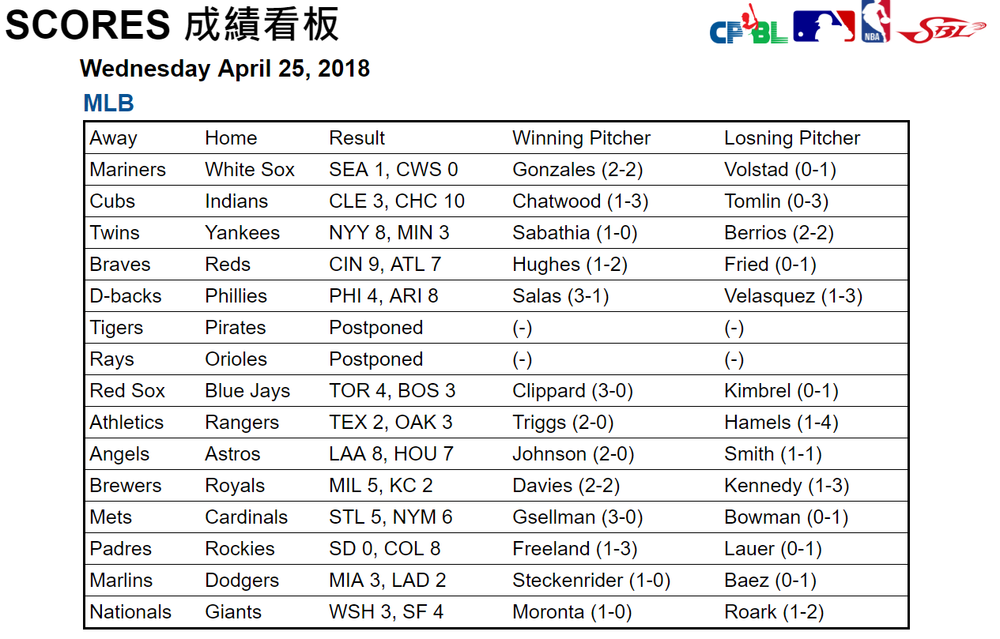 SCORES 成績看板
CPBL NBA SBL
Wednesday April 25, 2018
MLB
Away Home Result Winning Pitcher Losning Pitcher
Mariners White Sox SEA 1, CWS 0 Gonzales (2-2) Volstad (0-1)
Cubs Indians CLE 3, CHC 10 Chatwood (1-3) Tomlin (0-3)
Twins Yankees NYY 8, MIN 3 Sabathia (1-0) Berrios (2-2)
Braves Reds CIN 9, ATL 7 Hughes (1-2) Fried (0-1)
D-backs Phillies PHI 4, ARI 8 Salas (3-1) Velasquez (1-3)
Tigers Pirates Postponed (-) (-)
Rays Orioles Postponed (-) (-)
Red Sox Blue Jays TOR 4, BOS 3 Clippard (3-0) Kimbrel (0-1)
Athletics Rangers TEX 2, OAK 3 Triggs (2-0) Hamels (1-4)
Angels Astros LAA 8, HOU 7 Johnson (2-0) Smith (1-1)
Brewers Royals MIL 5, KC 2 Davies (2-2) Kennedy (1-3)
Mets Cardinals STL 5, NYM 6 Gsellman (3-0) Bowman (0-1)
Padres Rockies SD 0, COL 8 Freeland (1-3) Lauer (0-1)
Marlins Dodgers MIA 3, LAD 2 Steckenrider (1-0) Baez (0-1)
Nationals Giants WSH 3, SF 4 Moronta (1-0) Roark (1-2)